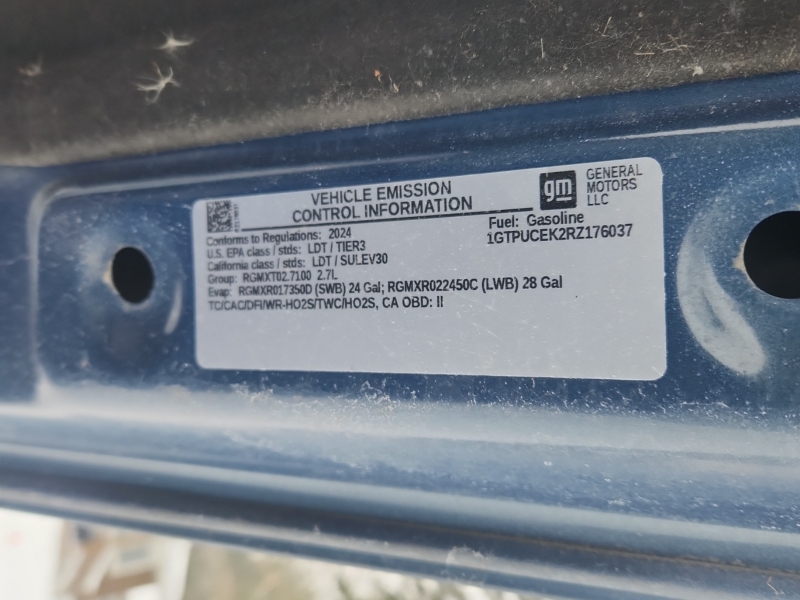 VEHICLE EMISSION
CONTROL INFORMATION
gm
GENERAL
MOTORS
LLC
Conforms to Regulations: 2024
U.S. EPA class / stds: LDT / TIER3
California class / stds: LDT / SULEV30
Group: RGMXT02.7100 2.7L
Evap: RGMXR017350D (SWB) 24 Gal; RGMXR022450C (LWB) 28 Gal
TC/CAC/DFI/WR-HO2S/TWC/HO2S, CA OBD: II
Fuel: Gasoline
1GTPUCEK2RZ176037